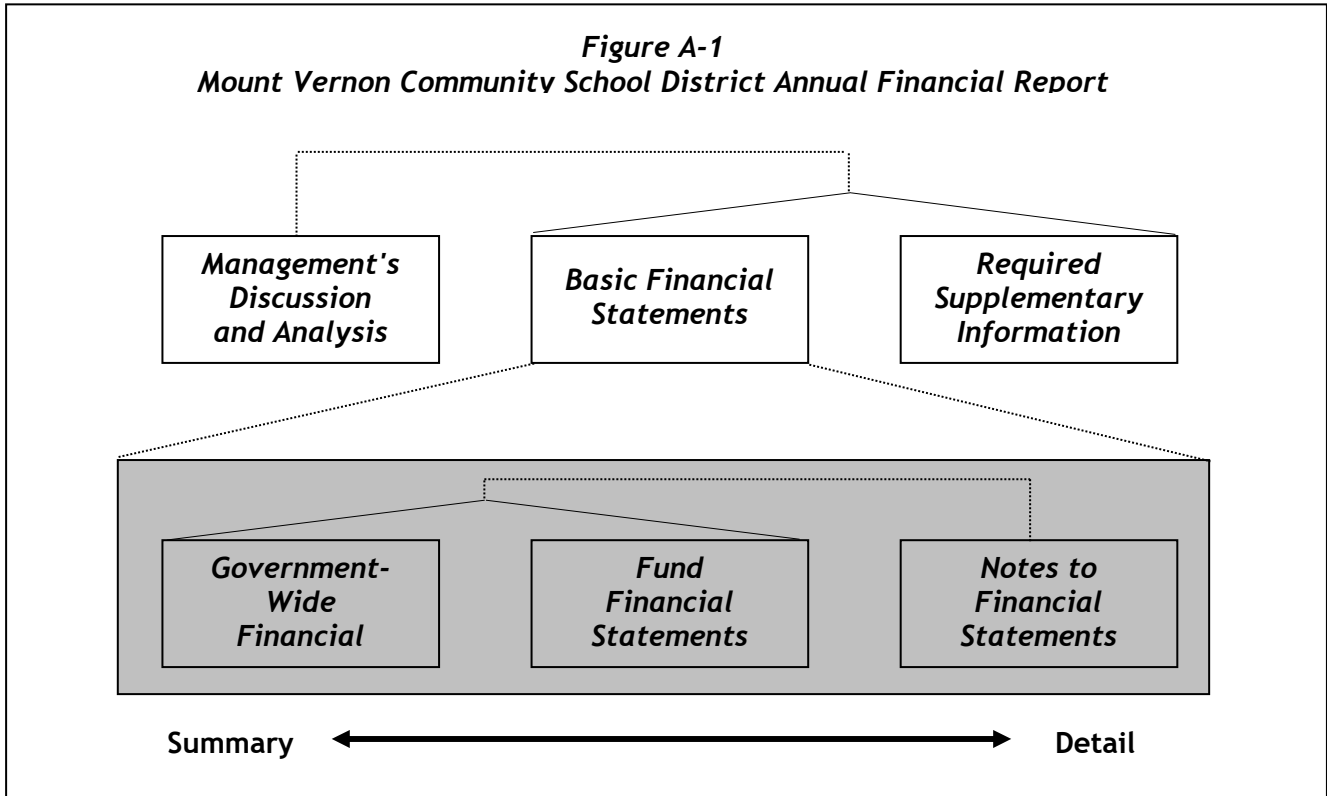 Figure A-1
Mount Vernon Community School District Annual Financial Report
Management's
Discussion
and Analysis
Basic Financial
Statements
Required
Supplementary
Information
Government-
Wide
Financial
Fund
Financial
Statements
Notes to
Financial
Statements
Summary
Detail